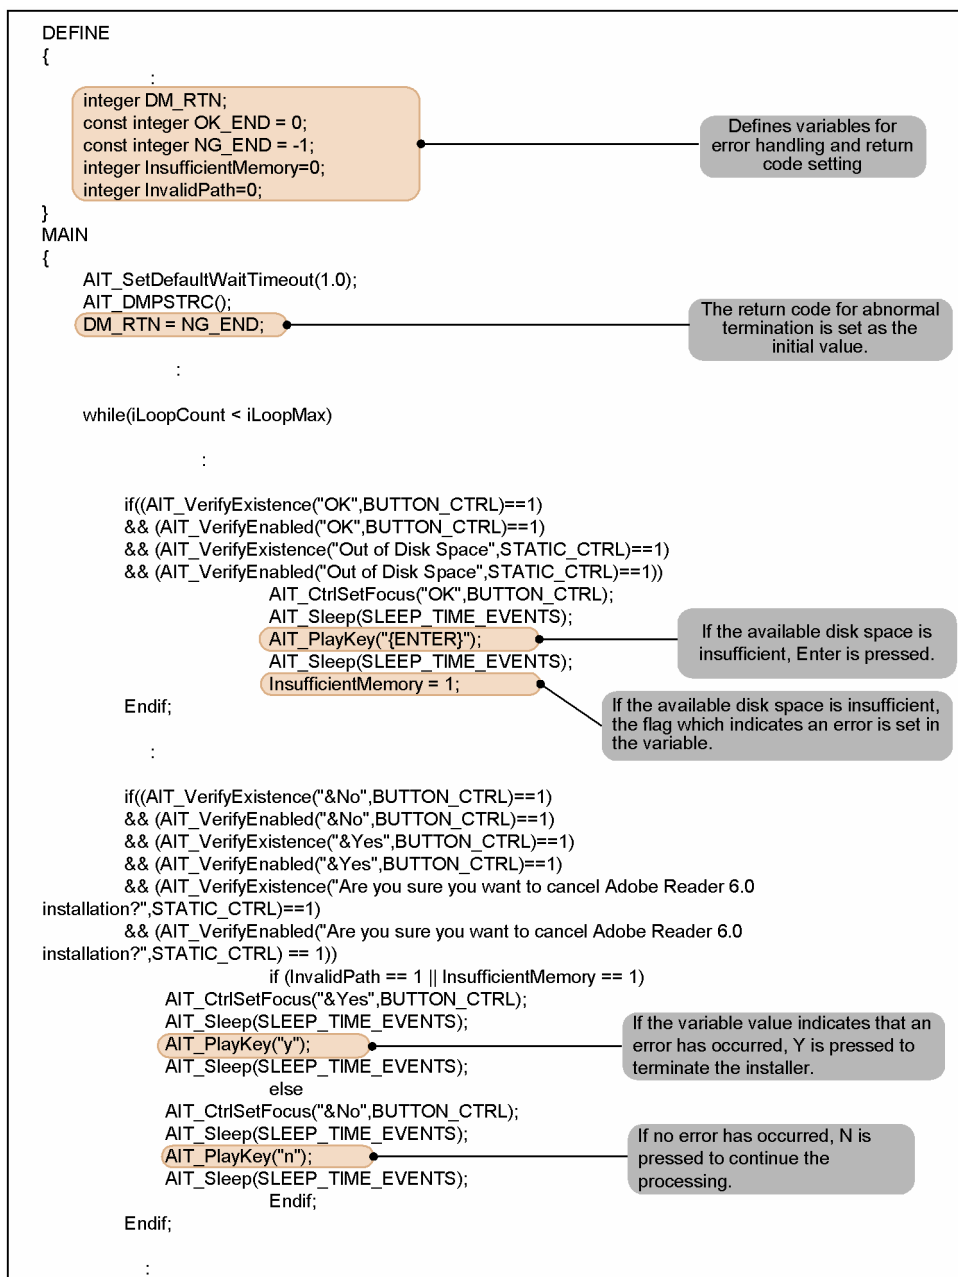 DEFINE
{
:
integer DM_RTN;
const integer OK_END = 0;
const integer NG_END = -1;
integer InsufficientMemory=0;
integer InvalidPath=0;
Defines variables for
error handling and return
code setting
}
MAIN
{
AIT_SetDefaultWaitTimeout(1.0);
AIT_DMPSTRC();
DM_RTN = NG_END;
The return code for abnormal
termination is set as the
initial value.
:
while(iLoopCount < iLoopMax)
:
if((AIT_VerifyExistence("OK",BUTTON_CTRL)==1)
&& (AIT_VerifyEnabled("OK",BUTTON_CTRL)==1)
&& (AIT_VerifyExistence("Out of Disk Space",STATIC_CTRL)==1)
&& (AIT_VerifyEnabled("Out of Disk Space",STATIC_CTRL)==1))
AIT_CtrlSetFocus("OK",BUTTON_CTRL);
AIT_Sleep(SLEEP_TIME_EVENTS);
AIT_PlayKey("{ENTER}");
If the available disk space is
insufficient, Enter is pressed.
AIT_Sleep(SLEEP_TIME_EVENTS);
InsufficientMemory = 1;
If the available disk space is insufficient,
the flag which indicates an error is set in
the variable.
Endif;
:
if((AIT_VerifyExistence("&No",BUTTON_CTRL)==1)
&& (AIT_VerifyEnabled("&No",BUTTON_CTRL)==1)
&& (AIT_VerifyExistence("&Yes",BUTTON_CTRL)==1)
&& (AIT_VerifyEnabled("&Yes",BUTTON_CTRL)==1)
&& (AIT_VerifyExistence("Are you sure you want to cancel Adobe Reader 6.0
installation?",STATIC_CTRL)==1)
&& (AIT_VerifyEnabled("Are you sure you want to cancel Adobe Reader 6.0
installation?",STATIC_CTRL) == 1))
if (InvalidPath == 1 || InsufficientMemory == 1)
AIT_CtrlSetFocus("&Yes",BUTTON_CTRL);
AIT_Sleep(SLEEP_TIME_EVENTS);
AIT_PlayKey("y");
If the variable value indicates that an
error has occurred, Y is pressed to
terminate the installer.
AIT_Sleep(SLEEP_TIME_EVENTS);
else
AIT_CtrlSetFocus("&No",BUTTON_CTRL);
AIT_Sleep(SLEEP_TIME_EVENTS);
AIT_PlayKey("n");
If no error has occurred, N is
pressed to continue the
processing.
AIT_Sleep(SLEEP_TIME_EVENTS);
Endif;
Endif;
: